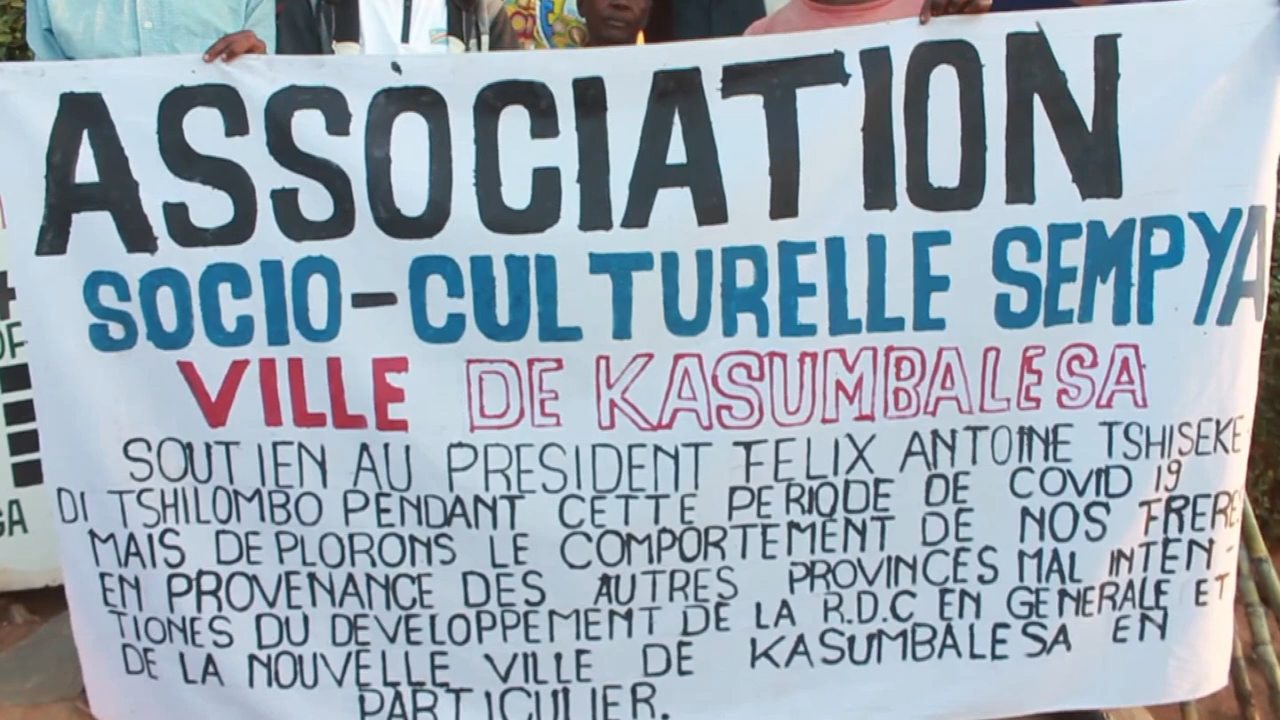 ASSOCIATION
SOCIO-CULTURELLE SEMPYA
VILLE DE KASUMBALESA
SOUTIEN AU PRESIDENT FELIX ANTOINE TSHISEKE
DI TSHILOMBO PENDANT CETTE PERIODE DE COVID 19
MAIS DEPLORONS LE COMPORTEMENT DE NOS FRERES
EN PROVENANCE DES AUTRES PROVINCES MAL INTEN-
TIONES DU DEVELOPPEMENT DE LA R.D.C EN GENERALE ET
DE LA NOUVELLE VILLE DE KASUMBALESA EN
PARTICULIER.